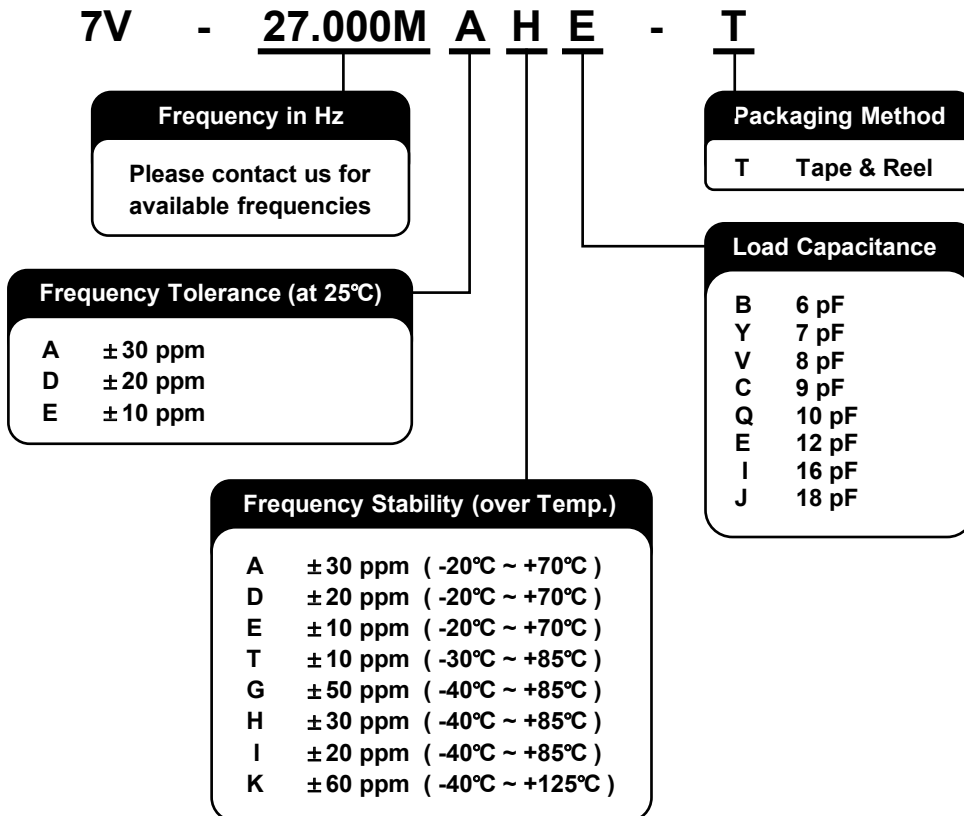 7V - 27.000M A H E - T
Frequency in Hz
Please contact us for
available frequencies
Packaging Method
T Tape & Reel
Load Capacitance
B 6 pF
Y 7 pF
V 8 pF
C 9 pF
Q 10 pF
E 12 pF
I 16 pF
J 18 pF
Frequency Tolerance (at 25℃)
A ±30 ppm
D ±20 ppm
E ±10 ppm
Frequency Stability (over Temp.)
A ±30 ppm ( -20℃ ~ +70℃ )
D ±20 ppm ( -20℃ ~ +70℃ )
E ±10 ppm ( -20℃ ~ +70℃ )
T ±10 ppm ( -30℃ ~ +85℃ )
G ±50 ppm ( -40℃ ~ +85℃ )
H ±30 ppm ( -40℃ ~ +85℃ )
I ±20 ppm ( -40℃ ~ +85℃ )
K ±60 ppm ( -40℃ ~ +125℃ )